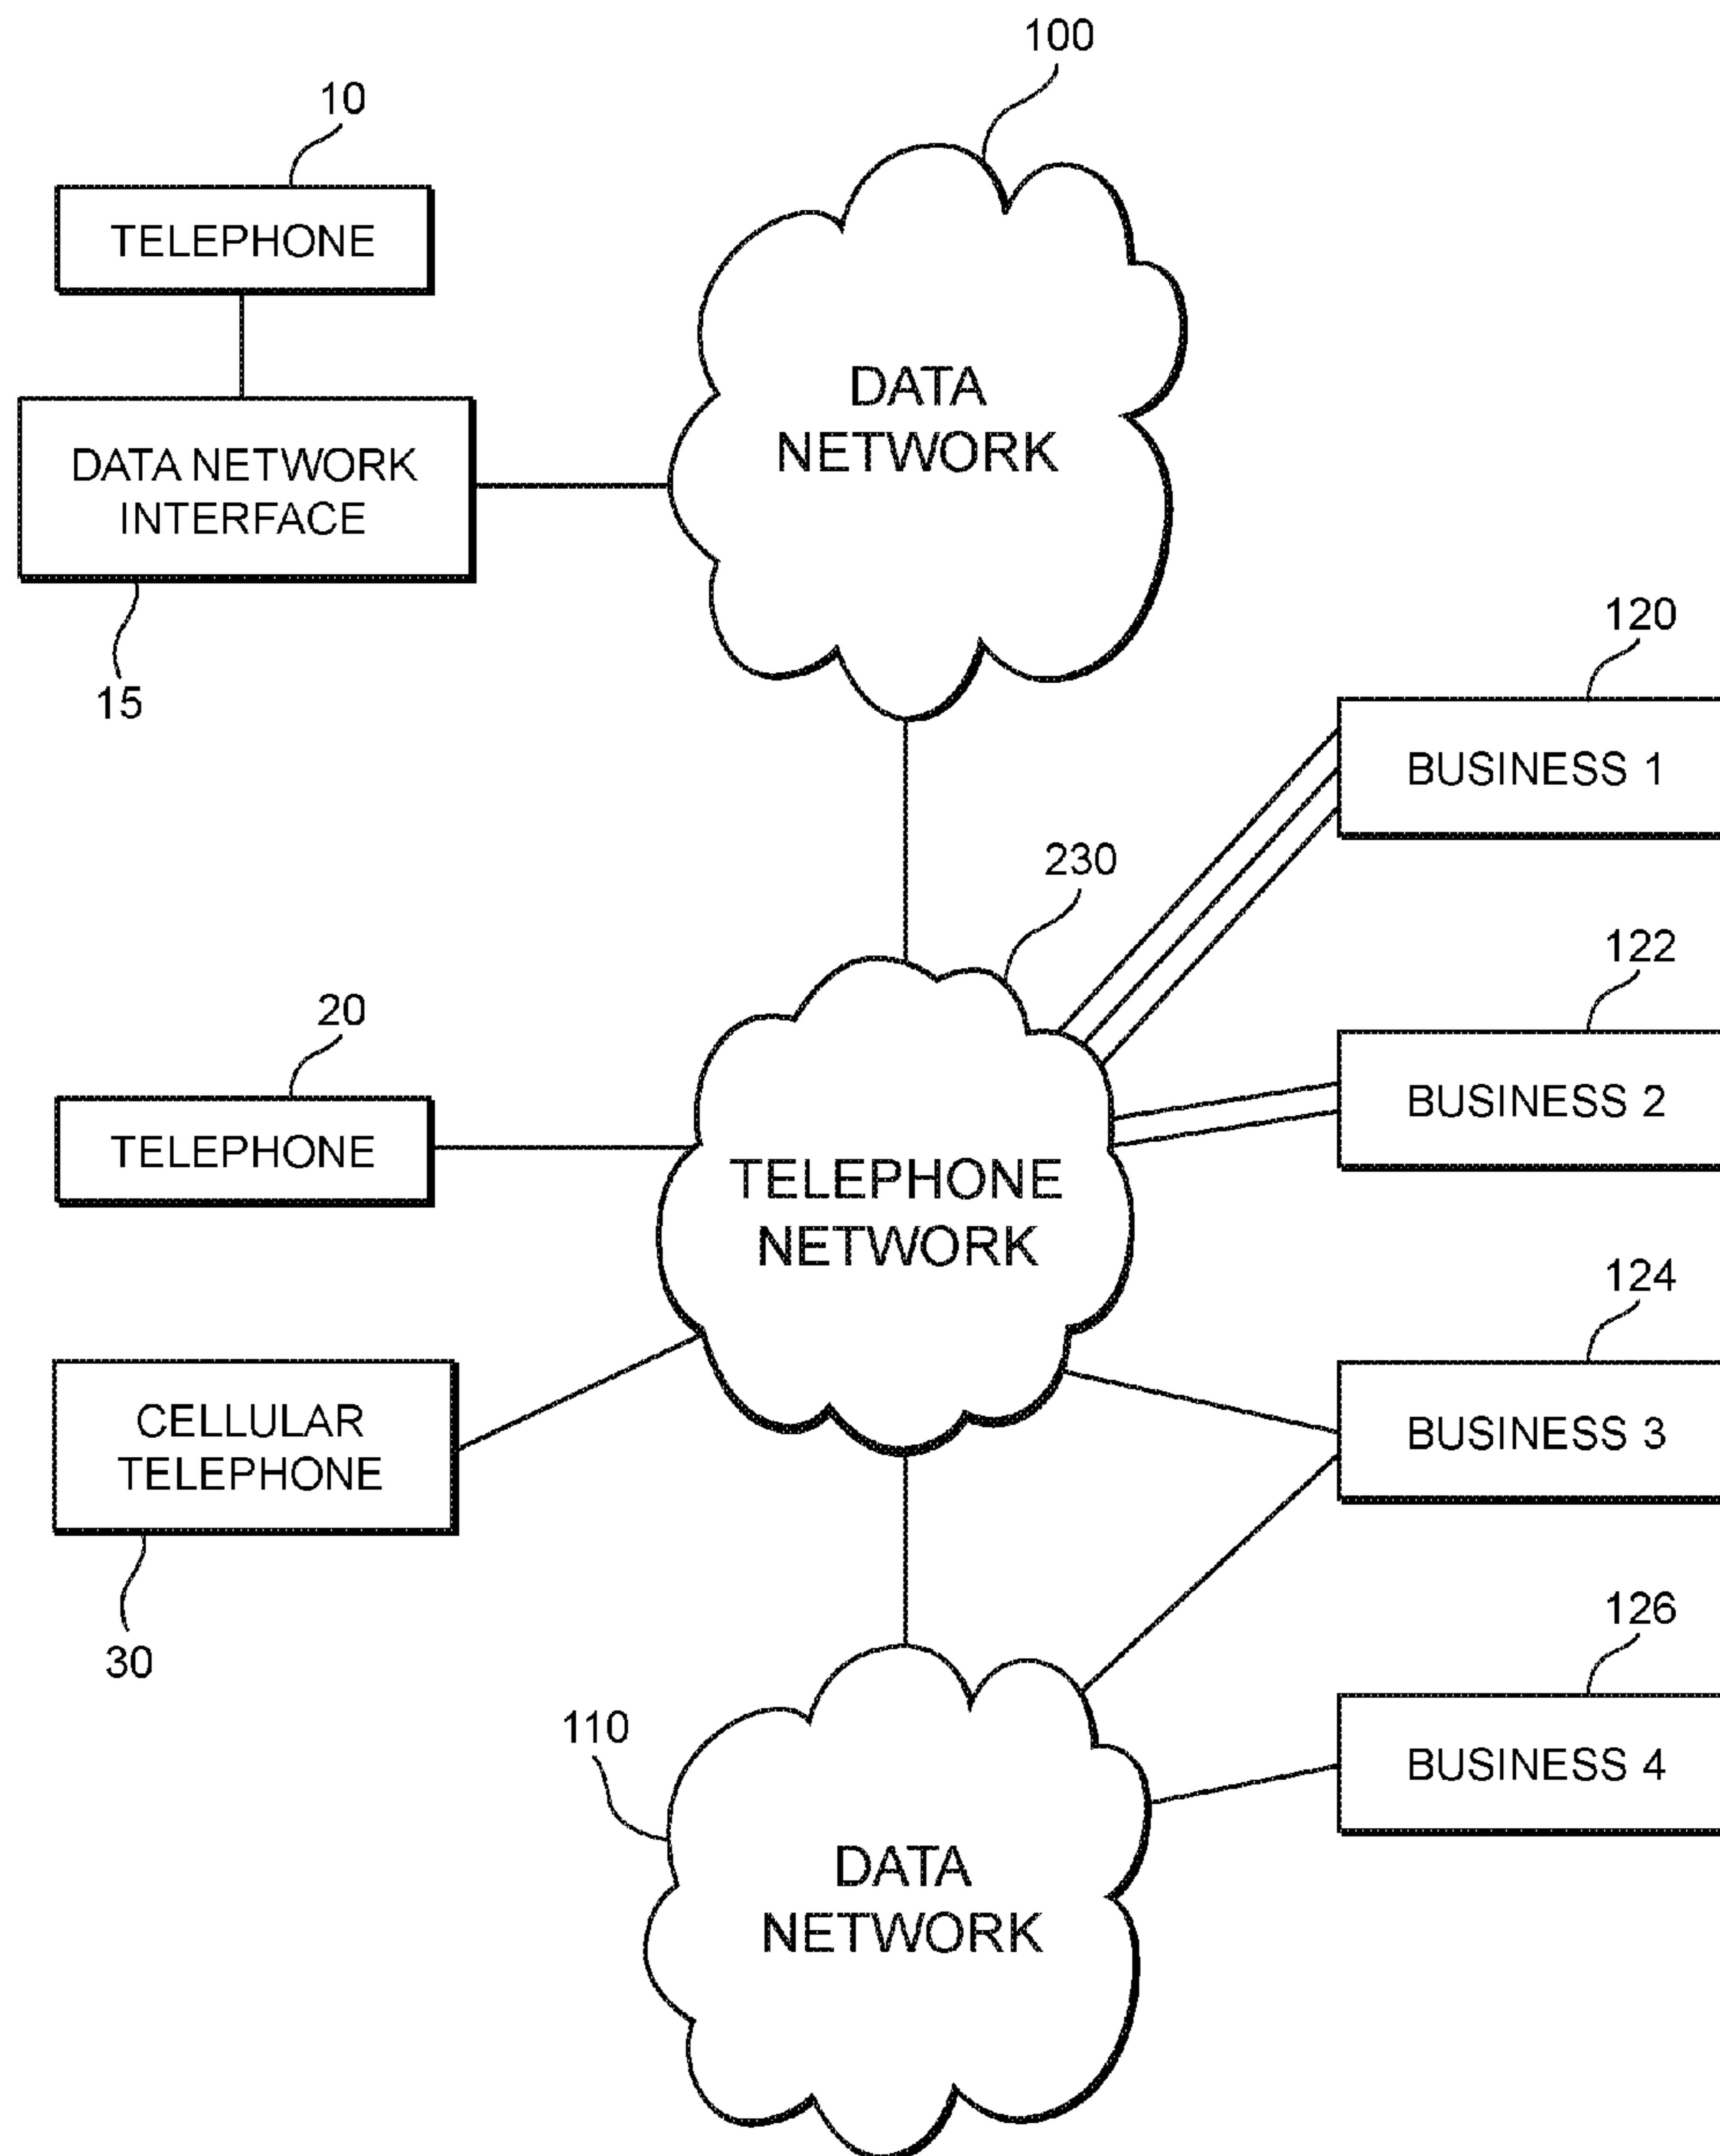 100
10
TELEPHONE
DATA NETWORK
INTERFACE
15
DATA
NETWORK
120
BUSINESS 1
230
122
BUSINESS 2
20
TELEPHONE
TELEPHONE
NETWORK
124
BUSINESS 3
CELLULAR
TELEPHONE
30
126
BUSINESS 4
110
DATA
NETWORK